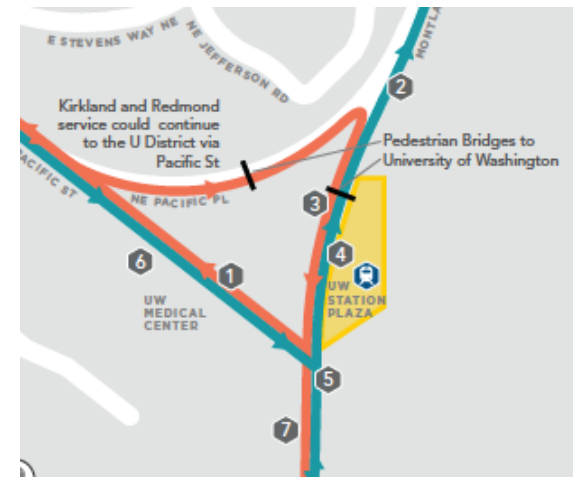 E STEVENS WAY NE
NE JEFFERSON RD
MONTLA
2
Kirkland and Redmond
service could continue
to the U District via
Pacific St
Pedestrian Bridges to
University of Washington
PACIFIC ST
NE PACIFIC PL
3
4
6
1
UW
STATION
PLAZA
UW
MEDICAL
CENTER
5
7